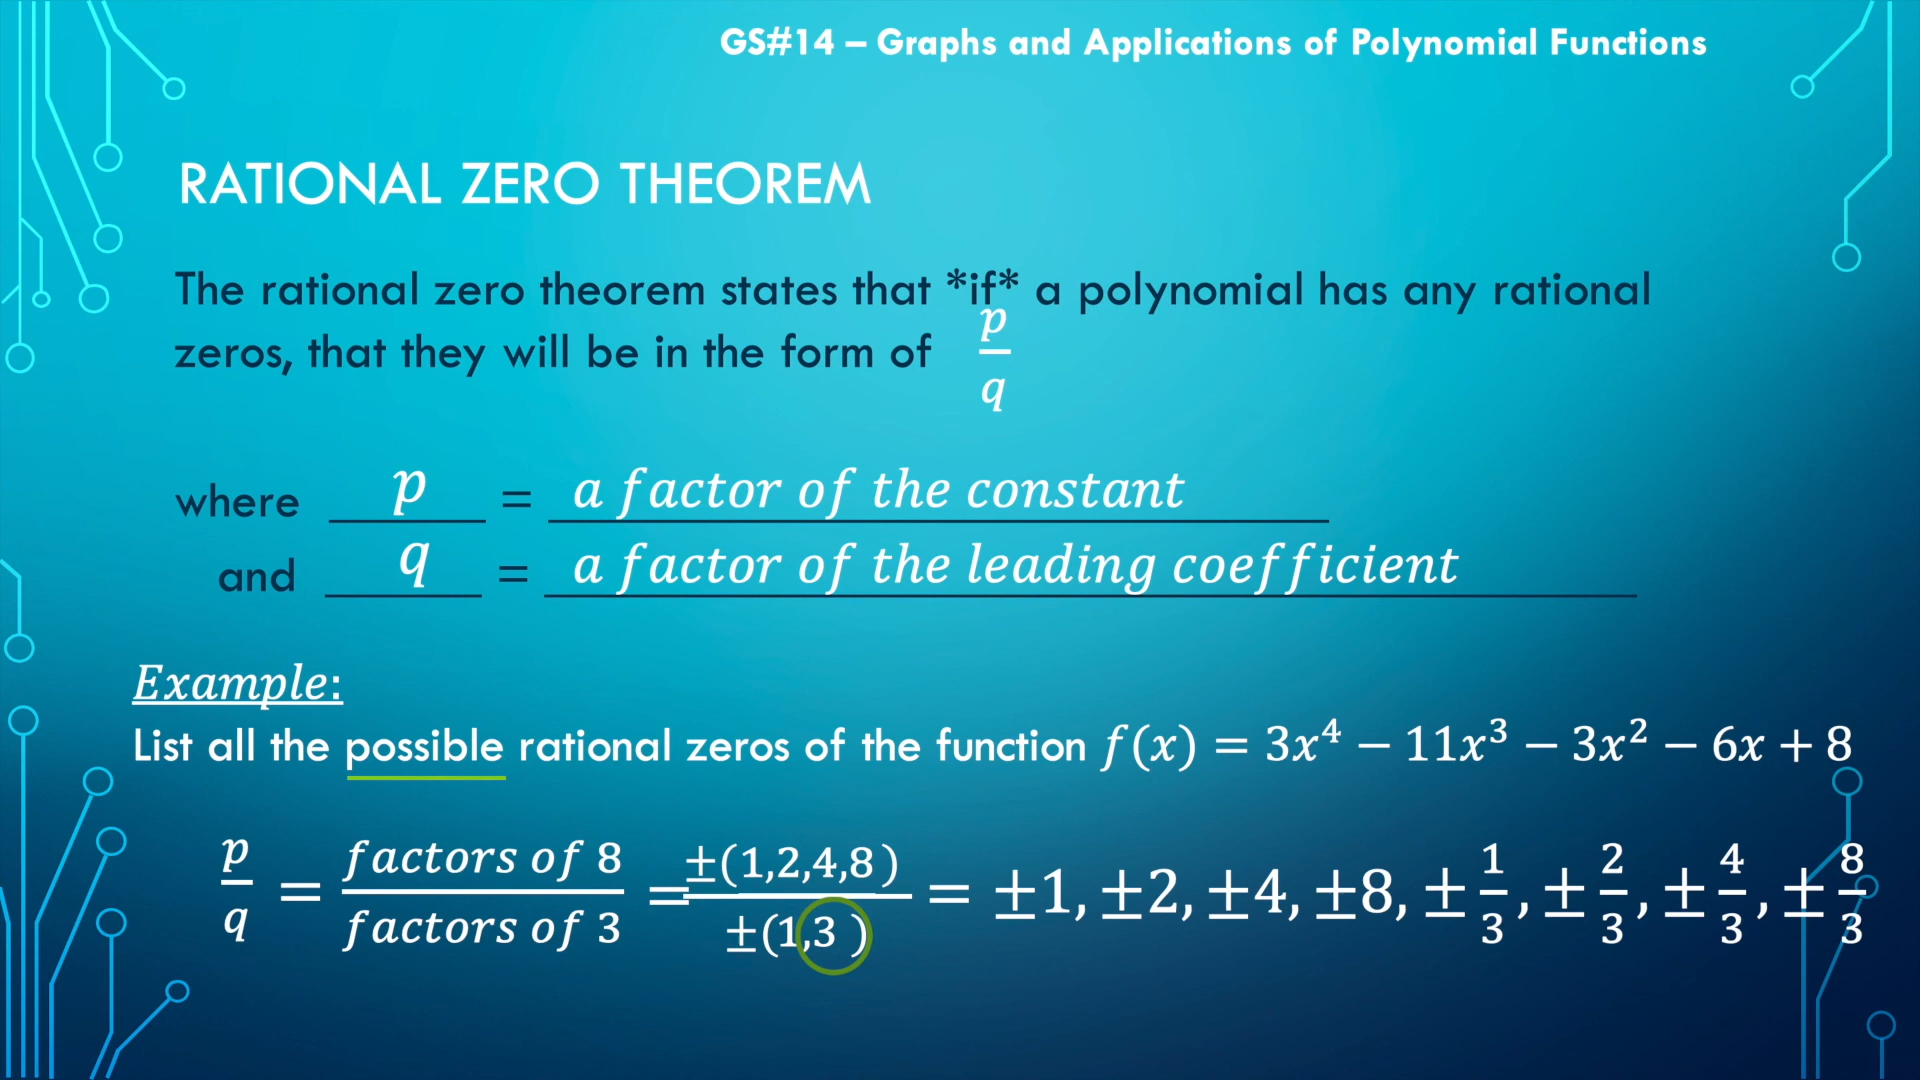 GS#14 – Graphs and Applications of Polynomial Functions
RATIONAL ZERO THEOREM
The rational zero theorem states that *if* a polynomial has any rational
zeros, that they will be in the form of p/q
where p = a factor of the constant
and q = a factor of the leading coefficient
Example:
List all the possible rational zeros of the function f(x) = 3x⁴ − 11x³ − 3x² − 6x + 8
p/q = factors of 8/factors of 3 = ±(1,2,4,8 )/±(1,3 ) = ±1, ±2, ±4, ±8, ± 1/3, ± 2/3, ± 4/3, ± 8/3